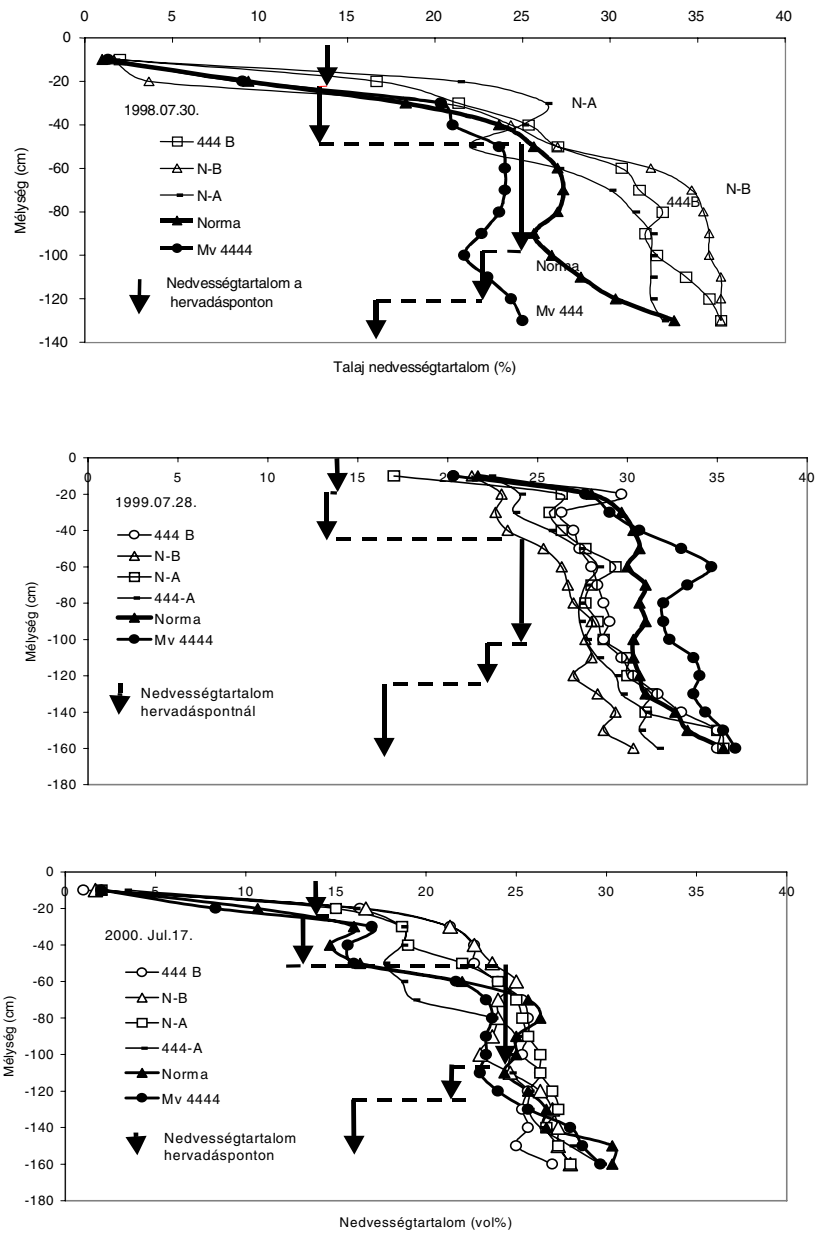 0 5 10 15 20 25 30 35 40
0
-20
-40
-60
-80
-100
-120
-140
Mélység (cm)
1998.07.30.
444 B
N-B
N-A
Norma
Mv 4444
Nedvességtartalom a
hervadásponton
N-A
N-B
444B
Norma
Mv 444
Talaj nedvességtartalom (%)
0 5 10 15 20 25 30 35 40
0
-20
-40
-60
-80
-100
-120
-140
-160
-180
Mélység (cm)
1999.07.28.
444 B
N-B
N-A
444-A
Norma
Mv 4444
Nedvességtartalom
hervadáspontnál
0 5 10 15 20 25 30 35 40
0
-20
-40
-60
-80
-100
-120
-140
-160
-180
Mélység (cm)
2000. Jul.17.
444 B
N-B
N-A
444-A
Norma
Mv 4444
Nedvességtartalom
hervadásponton
Nedvességtartalom (vol%)